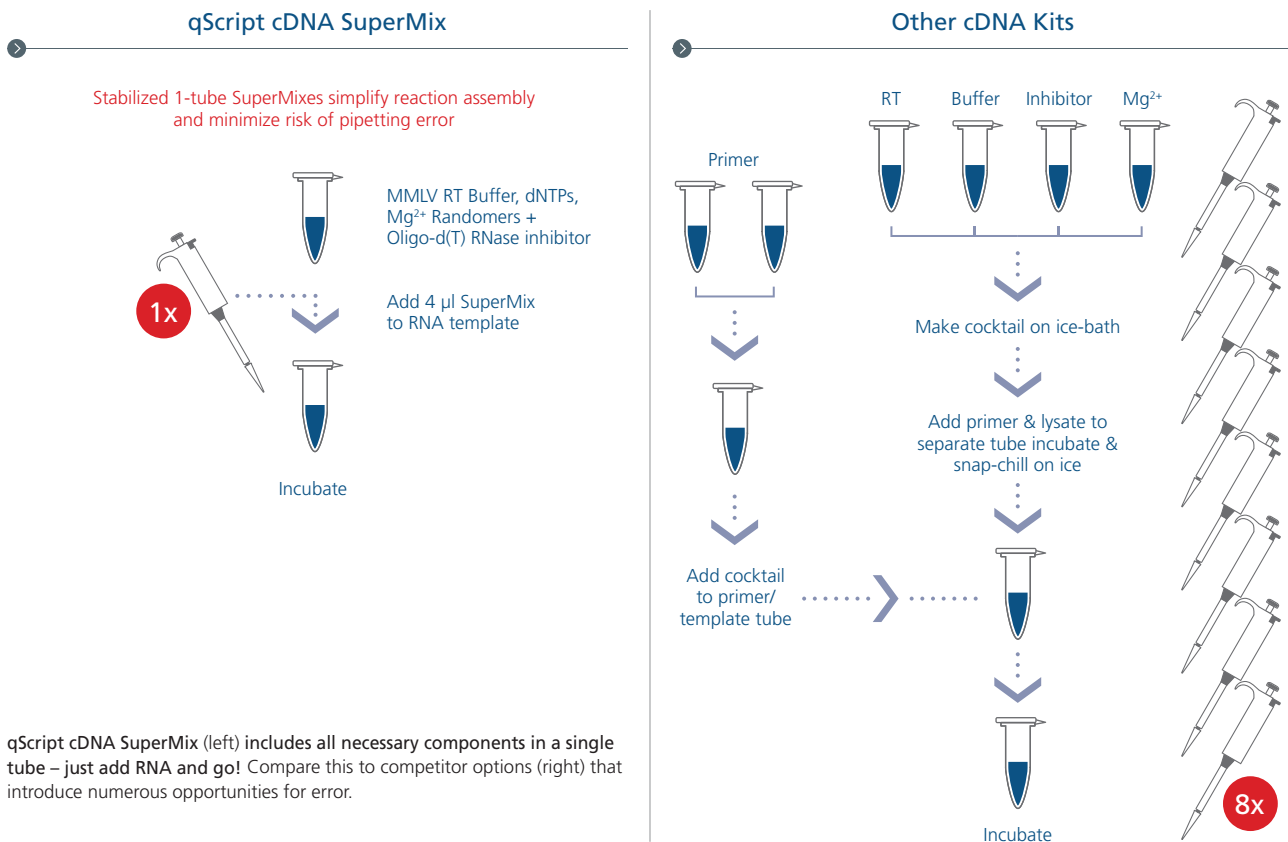 qScript cDNA SuperMix
Stabilized 1-tube SuperMixes simplify reaction assembly
and minimize risk of pipetting error
MMLV RT Buffer, dNTPs,
Mg²⁺ Randomers +
Oligo-d(T) RNase inhibitor
1x
Add 4 µl SuperMix
to RNA template
Incubate
qScript cDNA SuperMix (left) includes all necessary components in a single
tube – just add RNA and go! Compare this to competitor options (right) that
introduce numerous opportunities for error.
Other cDNA Kits
RT
Buffer
Inhibitor
Mg²⁺
Primer
Make cocktail on ice-bath
Add primer & lysate to
separate tube incubate &
snap-chill on ice
Add cocktail
to primer/
template tube
Incubate
8x